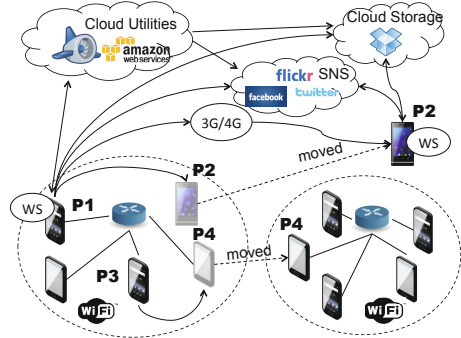 Cloud Utilities
amazon
webservices
Cloud Storage
flickr SNS
facebook
twitter
3G/4G
P2
WS
moved
WS
P1
P2
P4
P3
moved
P4
WiFi
WiFi